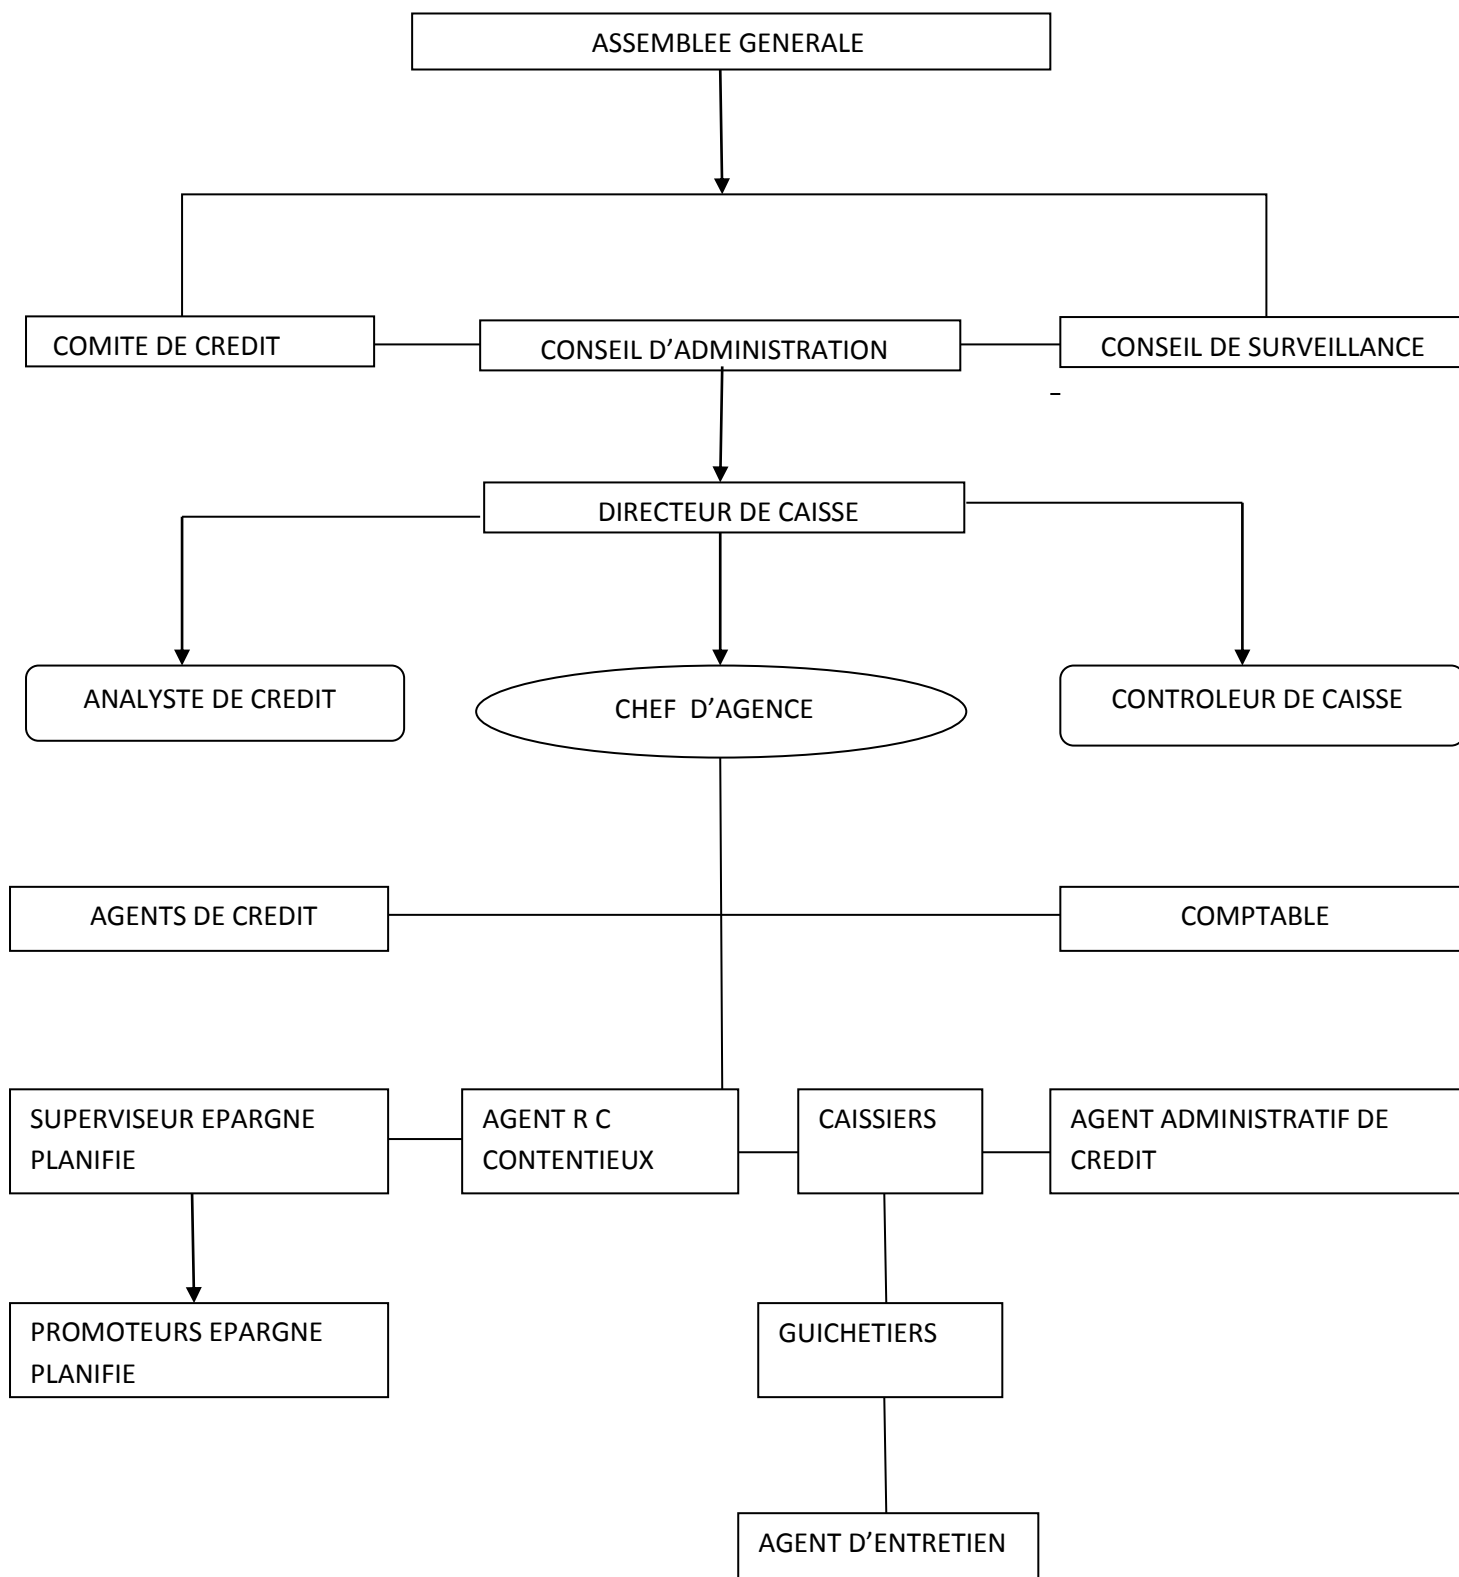 ASSEMBLEE GENERALE
COMITE DE CREDIT
CONSEIL D’ADMINISTRATION
CONSEIL DE SURVEILLANCE
DIRECTEUR DE CAISSE
ANALYSTE DE CREDIT
CHEF D’AGENCE
CONTROLEUR DE CAISSE
AGENTS DE CREDIT
COMPTABLE
SUPERVISEUR EPARGNE
PLANIFIE
AGENT R C
CONTENTIEUX
CAISSIERS
AGENT ADMINISTRATIF DE
CREDIT
PROMOTEURS EPARGNE
PLANIFIE
GUICHETIERS
AGENT D’ENTRETIEN